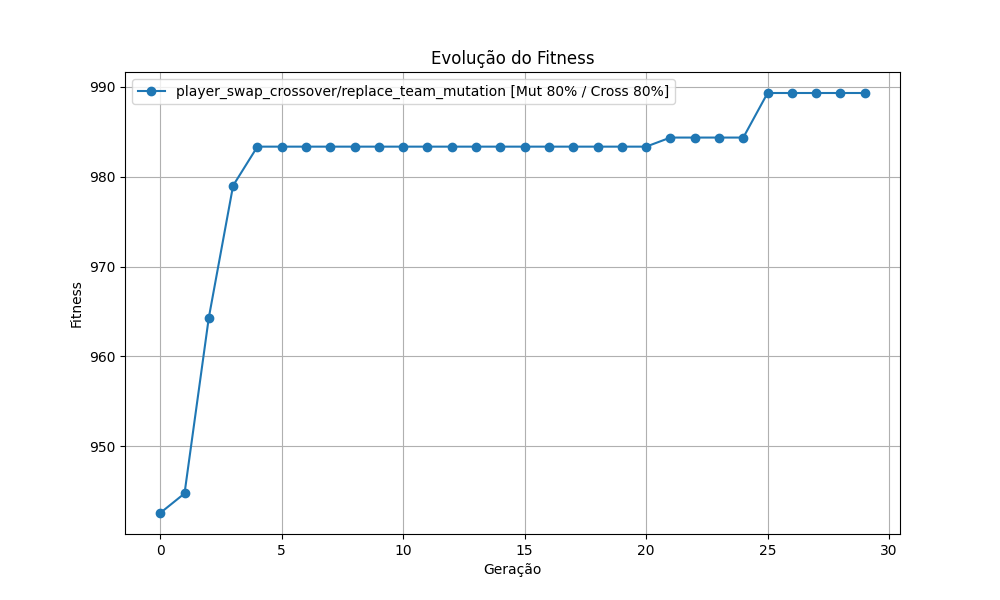 Evolução do Fitness
player_swap_crossover/replace_team_mutation [Mut 80% / Cross 80%]
990
980
970
960
950
Fitness
0 5 10 15 20 25 30
Geração